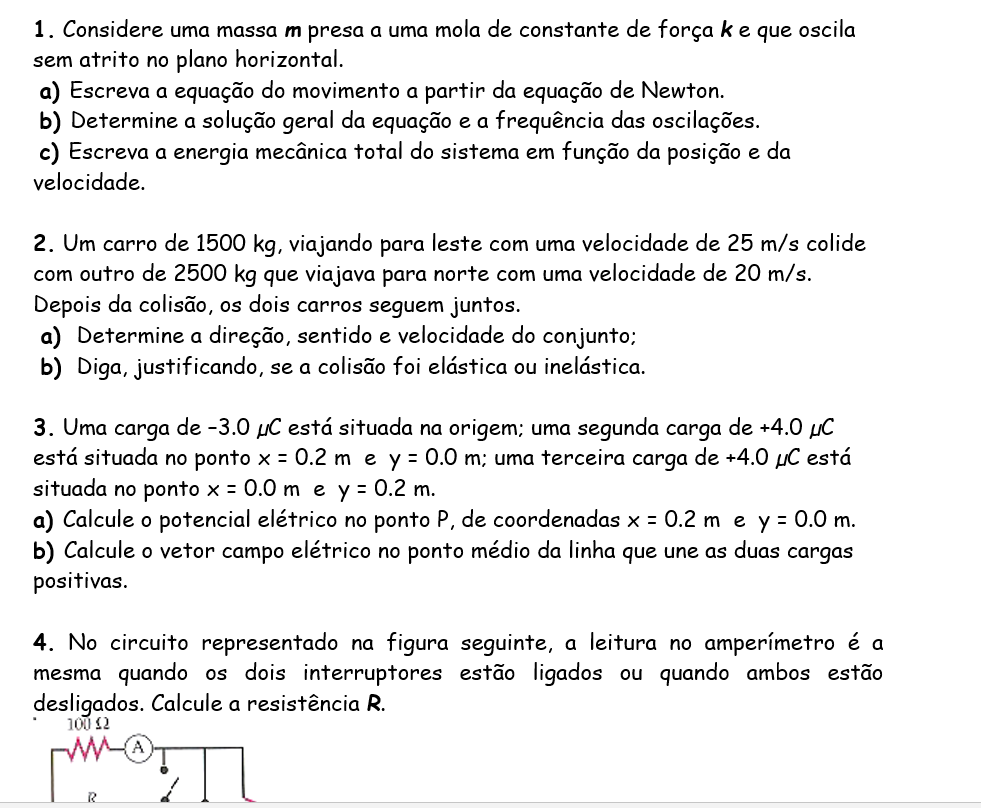 1. Considere uma massa m presa a uma mola de constante de força k e que oscila
sem atrito no plano horizontal.
a) Escreva a equação do movimento a partir da equação de Newton.
b) Determine a solução geral da equação e a frequência das oscilações.
c) Escreva a energia mecânica total do sistema em função da posição e da
velocidade.
2. Um carro de 1500 kg, viajando para leste com uma velocidade de 25 m/s colide
com outro de 2500 kg que viajava para norte com uma velocidade de 20 m/s.
Depois da colisão, os dois carros seguem juntos.
a) Determine a direção, sentido e velocidade do conjunto;
b) Diga, justificando, se a colisão foi elástica ou inelástica.
3. Uma carga de -3.0 µC está situada na origem; uma segunda carga de +4.0 µC
está situada no ponto x = 0.2 m e y = 0.0 m; uma terceira carga de +4.0 µC está
situada no ponto x = 0.0 m e y = 0.2 m.
a) Calcule o potencial elétrico no ponto P, de coordenadas x = 0.2 m e y = 0.0 m.
b) Calcule o vetor campo elétrico no ponto médio da linha que une as duas cargas
positivas.
4. No circuito representado na figura seguinte, a leitura no amperímetro é a
mesma quando os dois interruptores estão ligados ou quando ambos estão
desligados. Calcule a resistência R.
100 Ω
A
R